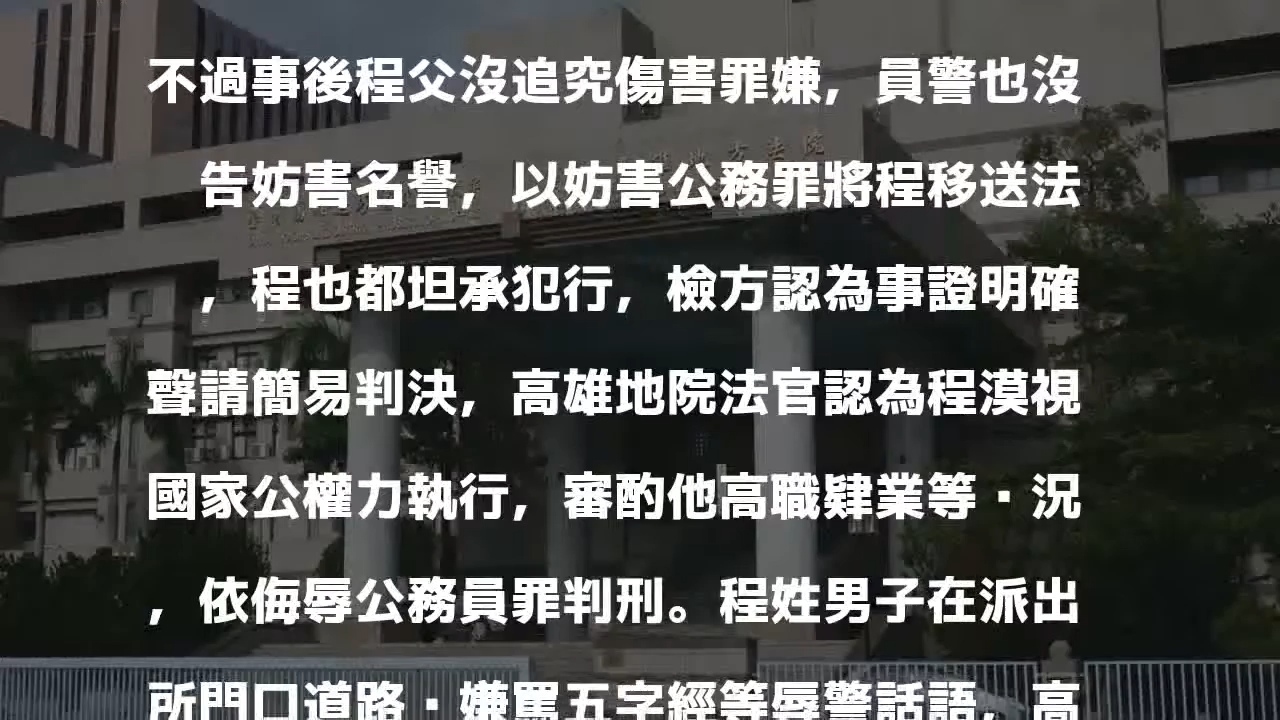 不過事後程父沒追究傷害罪嫌，員警也沒
告妨害名譽，以妨害公務罪將程移送法
，程也都坦承犯行，檢方認為事證明確
聲請簡易判決，高雄地院法官認為程漠視
國家公權力執行，審酌他高職肄業等·況
，依侮辱公務員罪判刑。程姓男子在派出
所門口道路·嫌罵五字經等辱警話語，高
地方法院